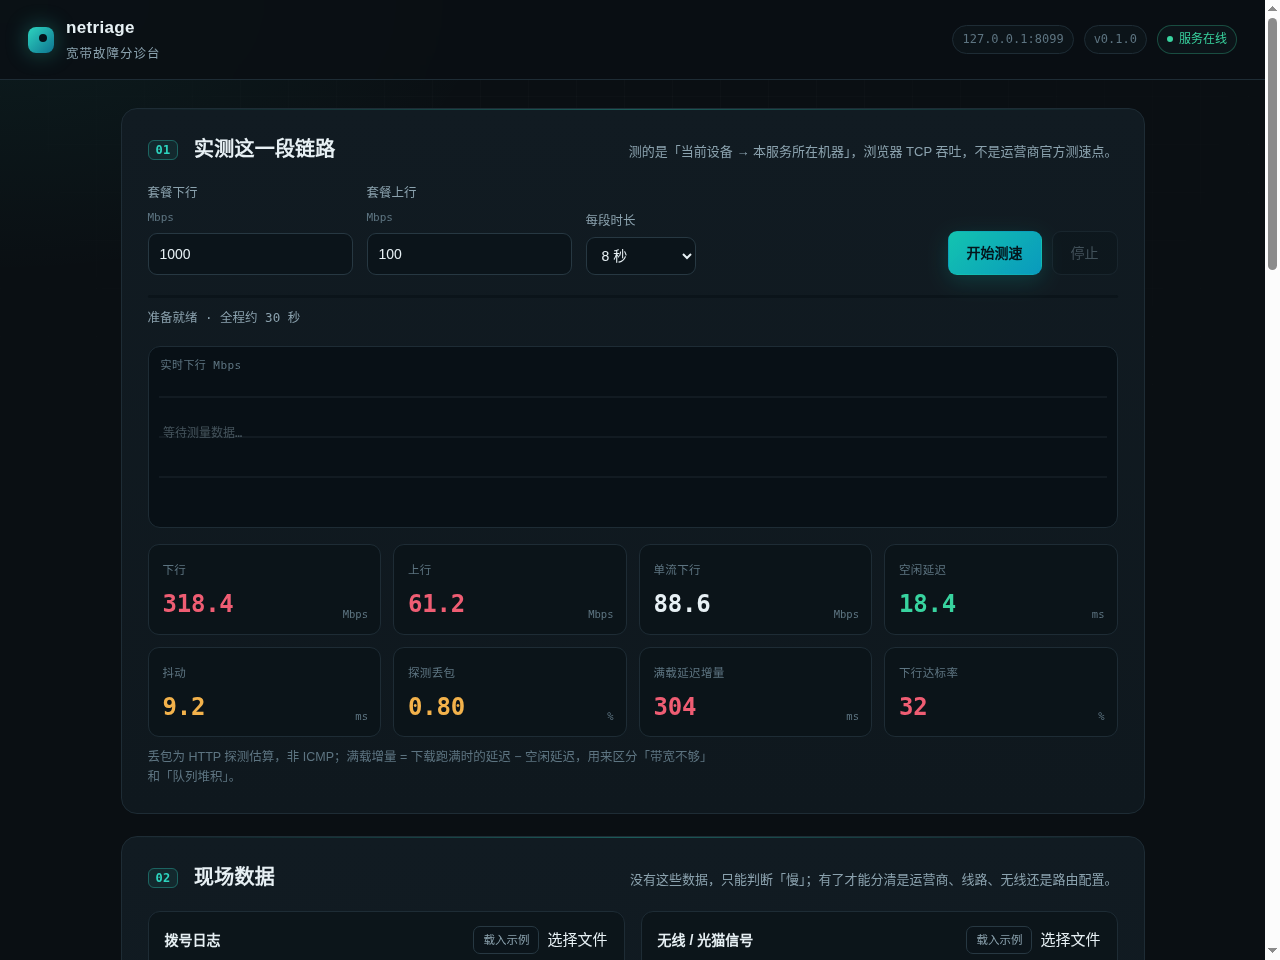 netriage
宽带故障分诊台
127.0.0.1:8099
v0.1.0
服务在线
01
实测这一段链路
测的是「当前设备 → 本服务所在机器」，浏览器 TCP 吞吐，不是运营商官方测速点。
套餐下行
Mbps
1000
套餐上行
Mbps
100
每段时长
8 秒
开始测速
停止
准备就绪 · 全程约 30 秒
实时下行 Mbps
等待测量数据…
下行
318.4
Mbps
上行
61.2
Mbps
单流下行
88.6
Mbps
空闲延迟
18.4
ms
抖动
9.2
ms
探测丢包
0.80
%
满载延迟增量
304
ms
下行达标率
32
%
丢包为 HTTP 探测估算，非 ICMP；满载增量 = 下载跑满时的延迟 − 空闲延迟，用来区分「带宽不够」
和「队列堆积」。
02
现场数据
没有这些数据，只能判断「慢」；有了才能分清是运营商、线路、无线还是路由配置。
拨号日志
载入示例
选择文件
无线 / 光猫信号
载入示例
选择文件